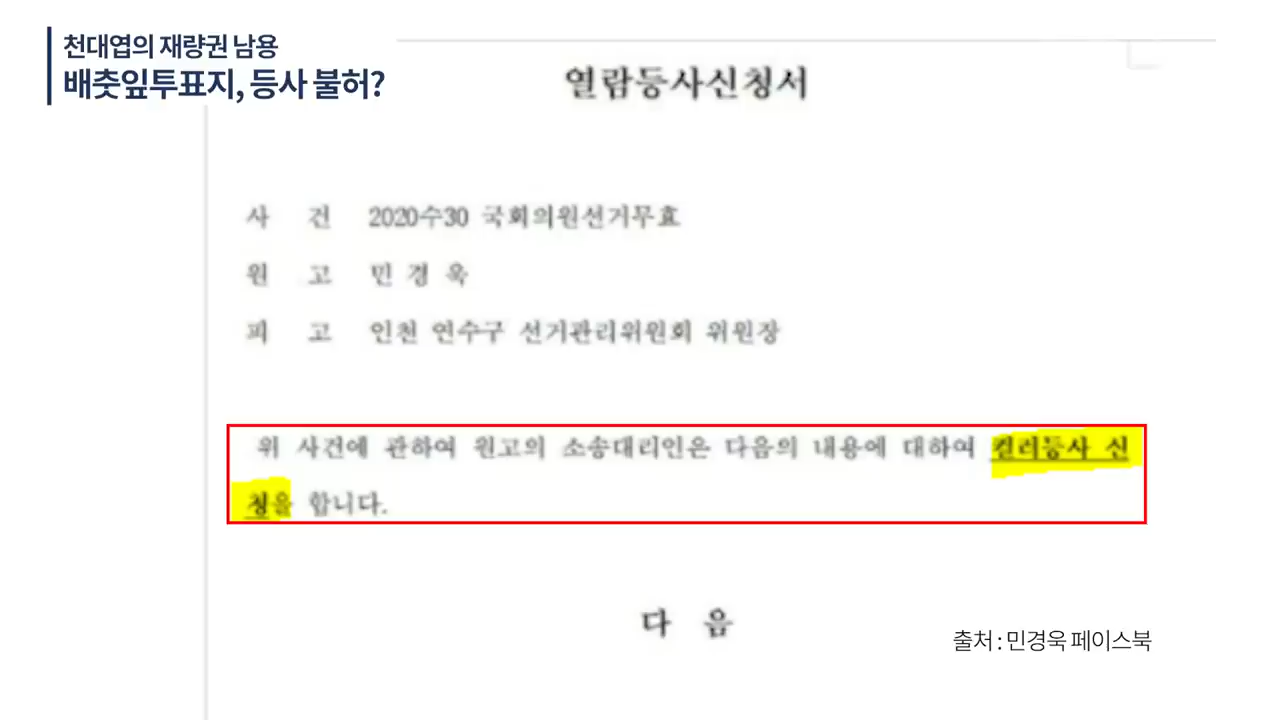 천대엽의 재량권 남용
배춧잎투표지, 등사 불허?
열람등사신청서
사 건 2020수30 국회의원선거무효
원 고 민 경 욱
피 고 인천 연수구 선거관리위원회 위원장
위 사건에 관하여 원고의 소송대리인은 다음의 내용에 대하여 컬러등사 신
청을 합니다.
다 음
출처 : 민경욱 페이스북